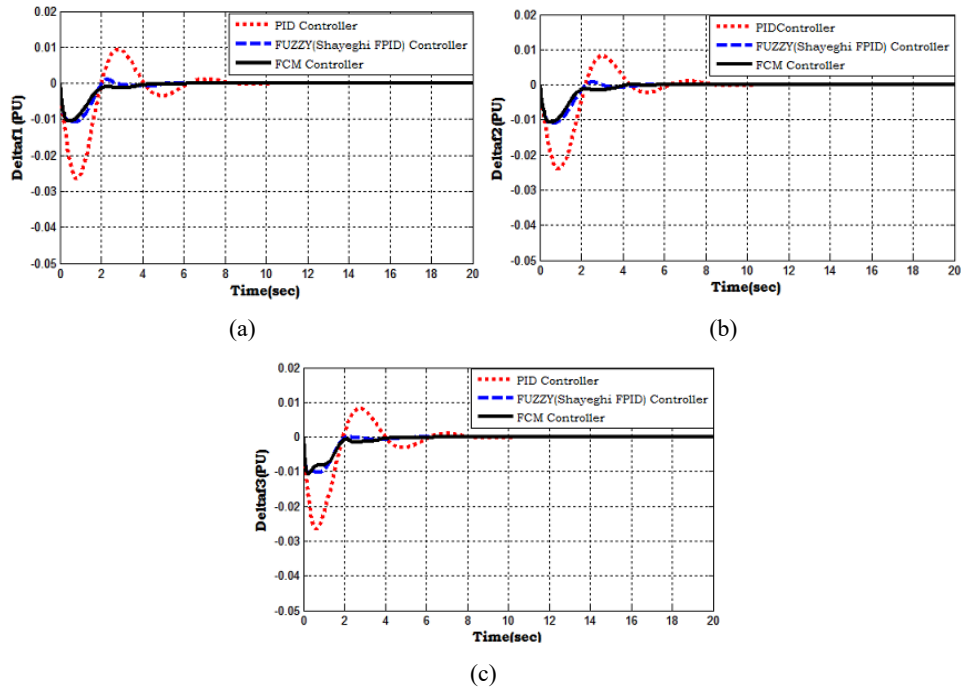 PID Controller
FUZZY(Shayeghi FPID) Controller
FCM Controller
0.02
0.01
0
-0.01
-0.02
-0.03
-0.04
-0.05
Deltaf1(PU)
0 2 4 6 8 10 12 14 16 18 20
Time(sec)
(a)
PIDController
FUZZY(Shayeghi FPID) Controller
FCM Controller
0.02
0.01
0
-0.01
-0.02
-0.03
-0.04
-0.05
Deltaf2(PU)
0 2 4 6 8 10 12 14 16 18 20
Time(sec)
(b)
PID Controller
FUZZY(Shayeghi FPID) Controller
FCM Controller
0.02
0.01
0
-0.01
-0.02
-0.03
-0.04
-0.05
Deltaf3(PU)
0 2 4 6 8 10 12 14 16 18 20
Time(sec)
(c)